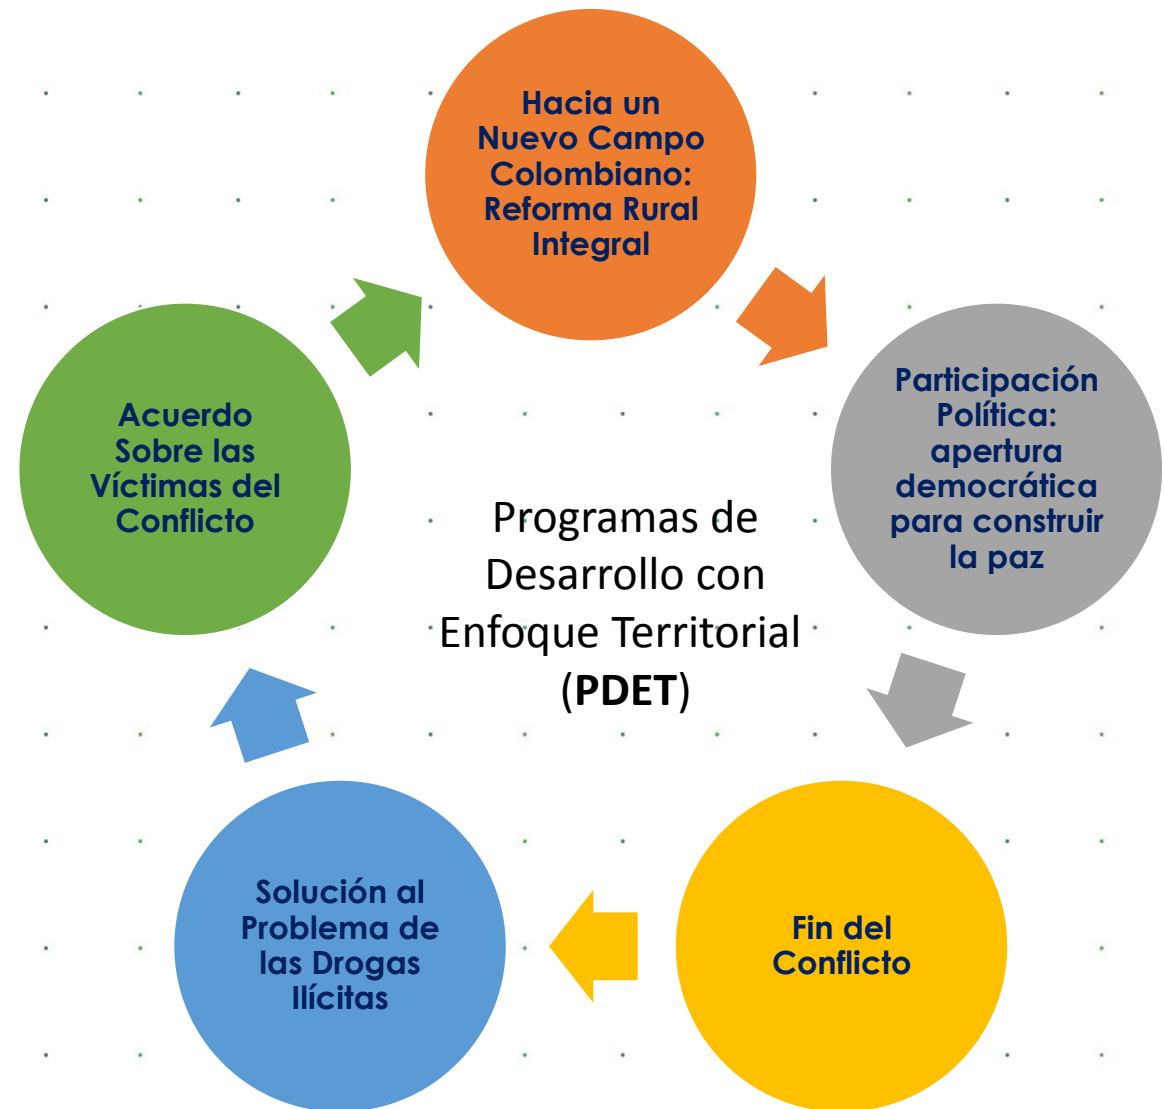 Hacia un
Nuevo Campo
Colombiano:
Reforma Rural
Integral
Participación
Política:
apertura
democrática
para construir
la paz
Fin del
Conflicto
Solución al
Problema de
las Drogas
Ilícitas
Acuerdo
Sobre las
Víctimas del
Conflicto
Programas de
Desarrollo con
Enfoque Territorial
(PDET)